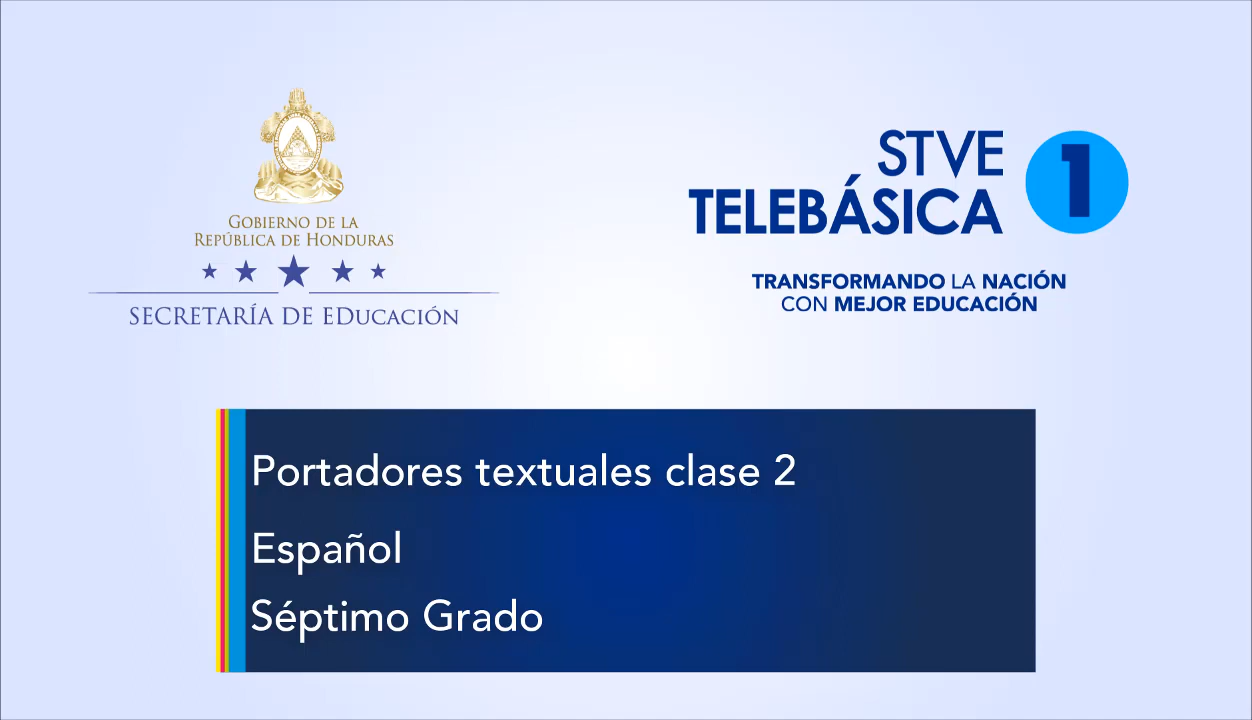 GOBIERNO DE LA
REPÚBLICA DE HONDURAS
SECRETARÍA DE EDUCACIÓN
STVE
TELEBÁSICA
1
TRANSFORMANDO LA NACIÓN
CON MEJOR EDUCACIÓN
Portadores textuales clase 2
Español
Séptimo Grado